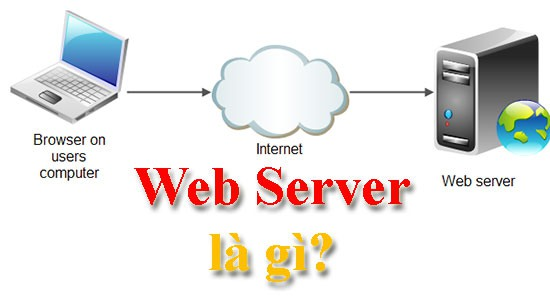 Browser on
users
computer
Internet
Web server
Web Server
là gì?